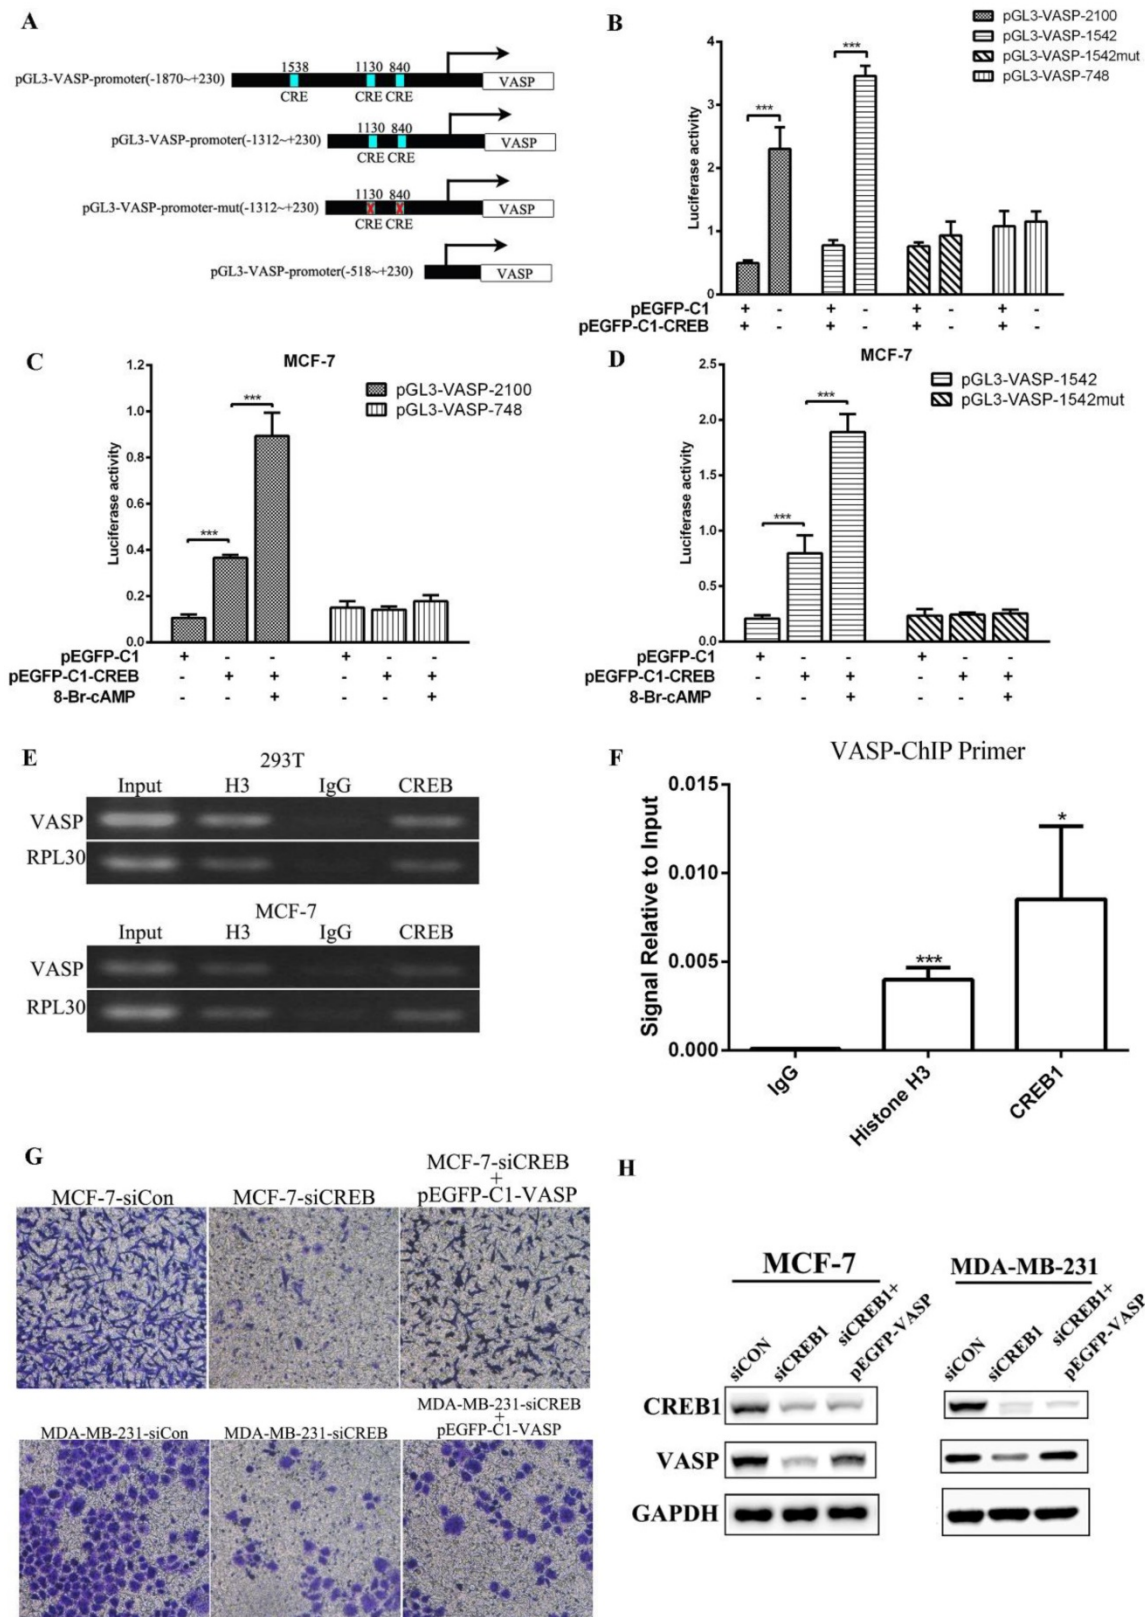 A
1538 1130 840
pGL3-VASP-promoter(-1870~+230) VASP
CRE CRE CRE
1130 840
pGL3-VASP-promoter(-1312~+230) VASP
CRE CRE
1130 840
pGL3-VASP-promoter-mut(-1312~+230) VASP
CRE CRE
pGL3-VASP-promoter(-518~+230) VASP
B
pGL3-VASP-2100
pGL3-VASP-1542
pGL3-VASP-1542mut
pGL3-VASP-748
Luciferase activity
4
3
2
1
0
*** ***
pEGFP-C1 + - + - + - + -
pEGFP-C1-CREB + - + - + - + -
C
MCF-7
pGL3-VASP-2100
pGL3-VASP-748
Luciferase activity
1.2
1.0
0.8
0.6
0.4
0.2
0.0
*** ***
pEGFP-C1 + - - + - -
pEGFP-C1-CREB - + + - + +
8-Br-cAMP - - + - - +
D
MCF-7
pGL3-VASP-1542
pGL3-VASP-1542mut
Luciferase activity
2.5
2.0
1.5
1.0
0.5
0.0
*** ***
pEGFP-C1 + - - + - -
pEGFP-C1-CREB - + + - + +
8-Br-cAMP - - + - - +
E
293T
Input H3 IgG CREB
VASP
RPL30
MCF-7
Input H3 IgG CREB
VASP
RPL30
F
VASP-ChIP Primer
Signal Relative to Input
0.015
0.010
0.005
0.000
*** *
IgG Histone H3 CREB1
G
MCF-7-siCon MCF-7-siCREB MCF-7-siCREB
+
pEGFP-C1-VASP
MDA-MB-231-siCon MDA-MB-231-siCREB MDA-MB-231-siCREB
+
pEGFP-C1-VASP
H
MCF-7 MDA-MB-231
siCON siCREB1 siCREB1+
pEGFP-VASP
siCON siCREB1 siCREB1+
pEGFP-VASP
CREB1
VASP
GAPDH